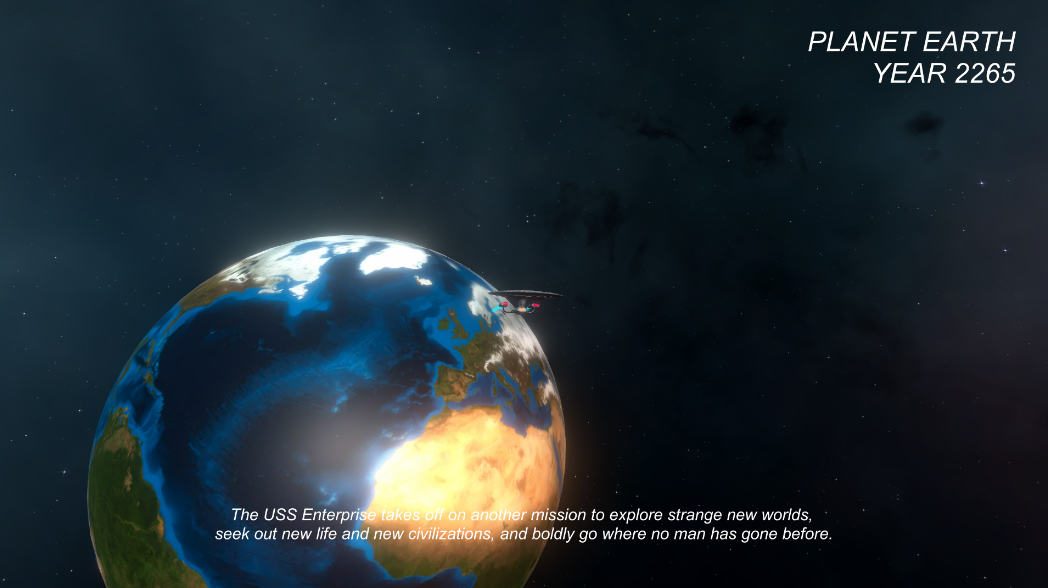 PLANET EARTH
YEAR 2265
The USS Enterprise takes off on another mission to explore strange new worlds,
seek out new life and new civilizations, and boldly go where no man has gone before.